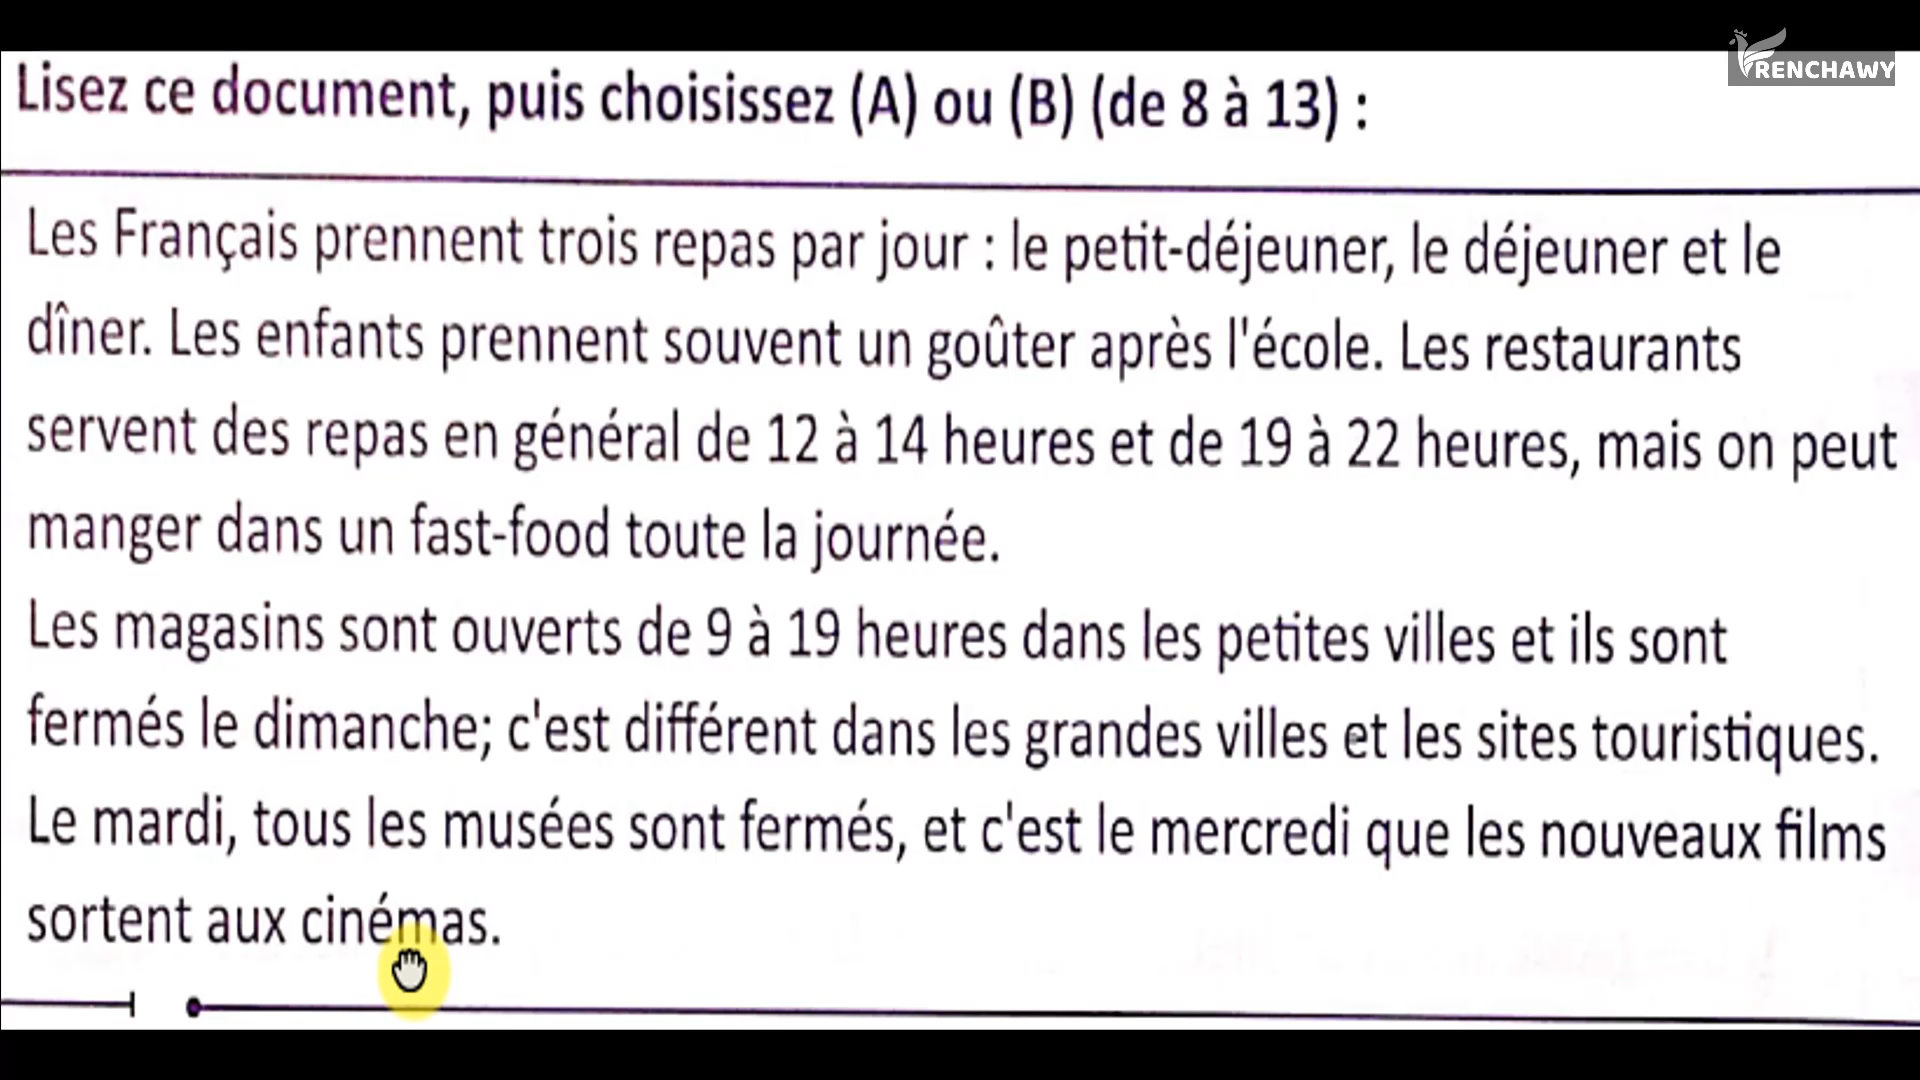 RENCHAWY
Lisez ce document, puis choisissez (A) ou (B) (de 8 à 13) :
Les Français prennent trois repas par jour : le petit-déjeuner, le déjeuner et le
dîner. Les enfants prennent souvent un goûter après l'école. Les restaurants
servent des repas en général de 12 à 14 heures et de 19 à 22 heures, mais on peut
manger dans un fast-food toute la journée.
Les magasins sont ouverts de 9 à 19 heures dans les petites villes et ils sont
fermés le dimanche; c'est différent dans les grandes villes et les sites touristiques.
Le mardi, tous les musées sont fermés, et c'est le mercredi que les nouveaux films
sortent aux cinémas.